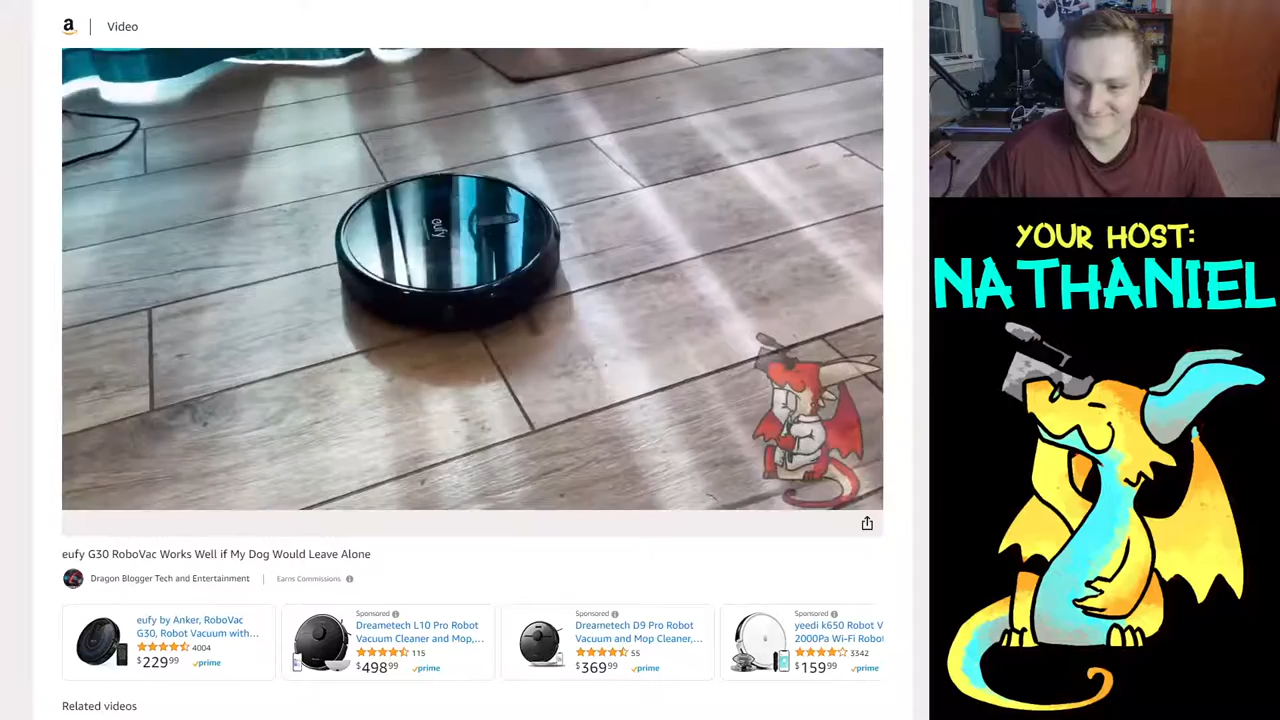 a
Video
eufy
eufy G30 RoboVac Works Well if My Dog Would Leave Alone
Dragon Blogger Tech and Entertainment
Earns Commissions
eufy by Anker, RoboVac
G30, Robot Vacuum with...
4004
$229.99
prime
Sponsored
Dreametech L10 Pro Robot
Vacuum Cleaner and Mop,...
115
$498.99
prime
Sponsored
Dreametech D9 Pro Robot
Vacuum and Mop Cleaner,...
55
$369.99
prime
Sponsored
yeedi k650 Robot V
2000Pa Wi-Fi Robot
3342
$159.99
prime
Related videos
YOUR HOST:
NATHANIEL